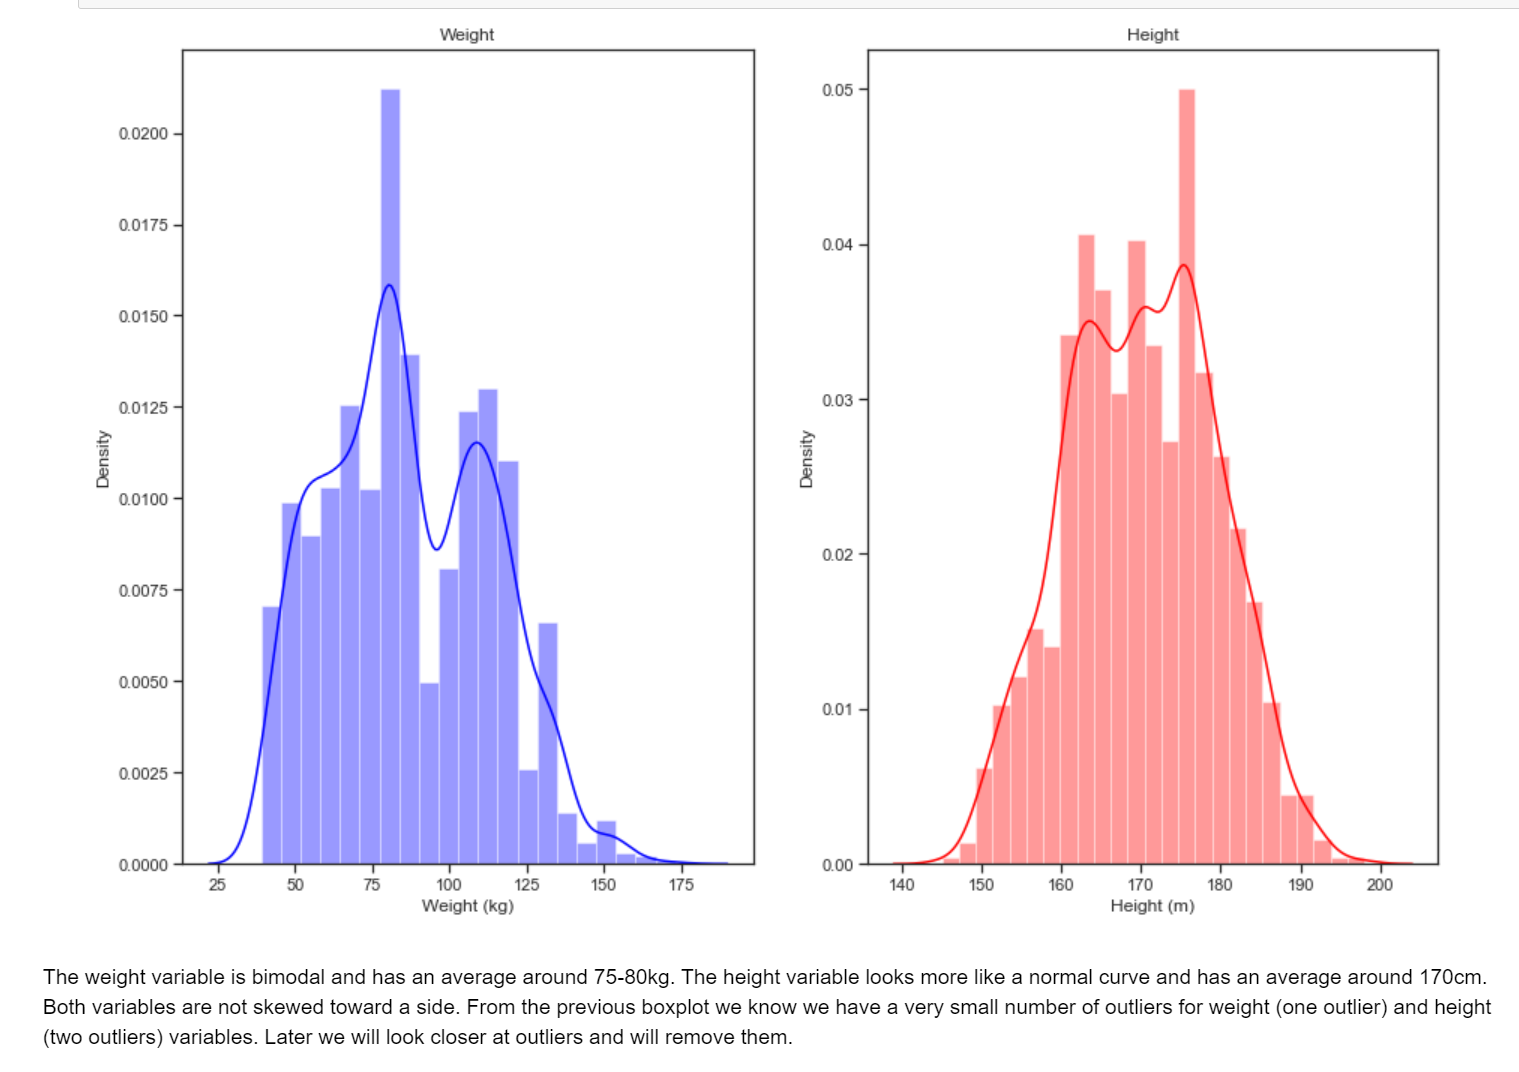 Weight
Height
0.0200
0.0175
0.0150
0.0125
0.0100
0.0075
0.0050
0.0025
0.0000
Density
25 50 75 100 125 150 175
Weight (kg)
0.05
0.04
0.03
0.02
0.01
0.00
Density
140 150 160 170 180 190 200
Height (m)
The weight variable is bimodal and has an average around 75-80kg. The height variable looks more like a normal curve and has an average around 170cm.
Both variables are not skewed toward a side. From the previous boxplot we know we have a very small number of outliers for weight (one outlier) and height
(two outliers) variables. Later we will look closer at outliers and will remove them.